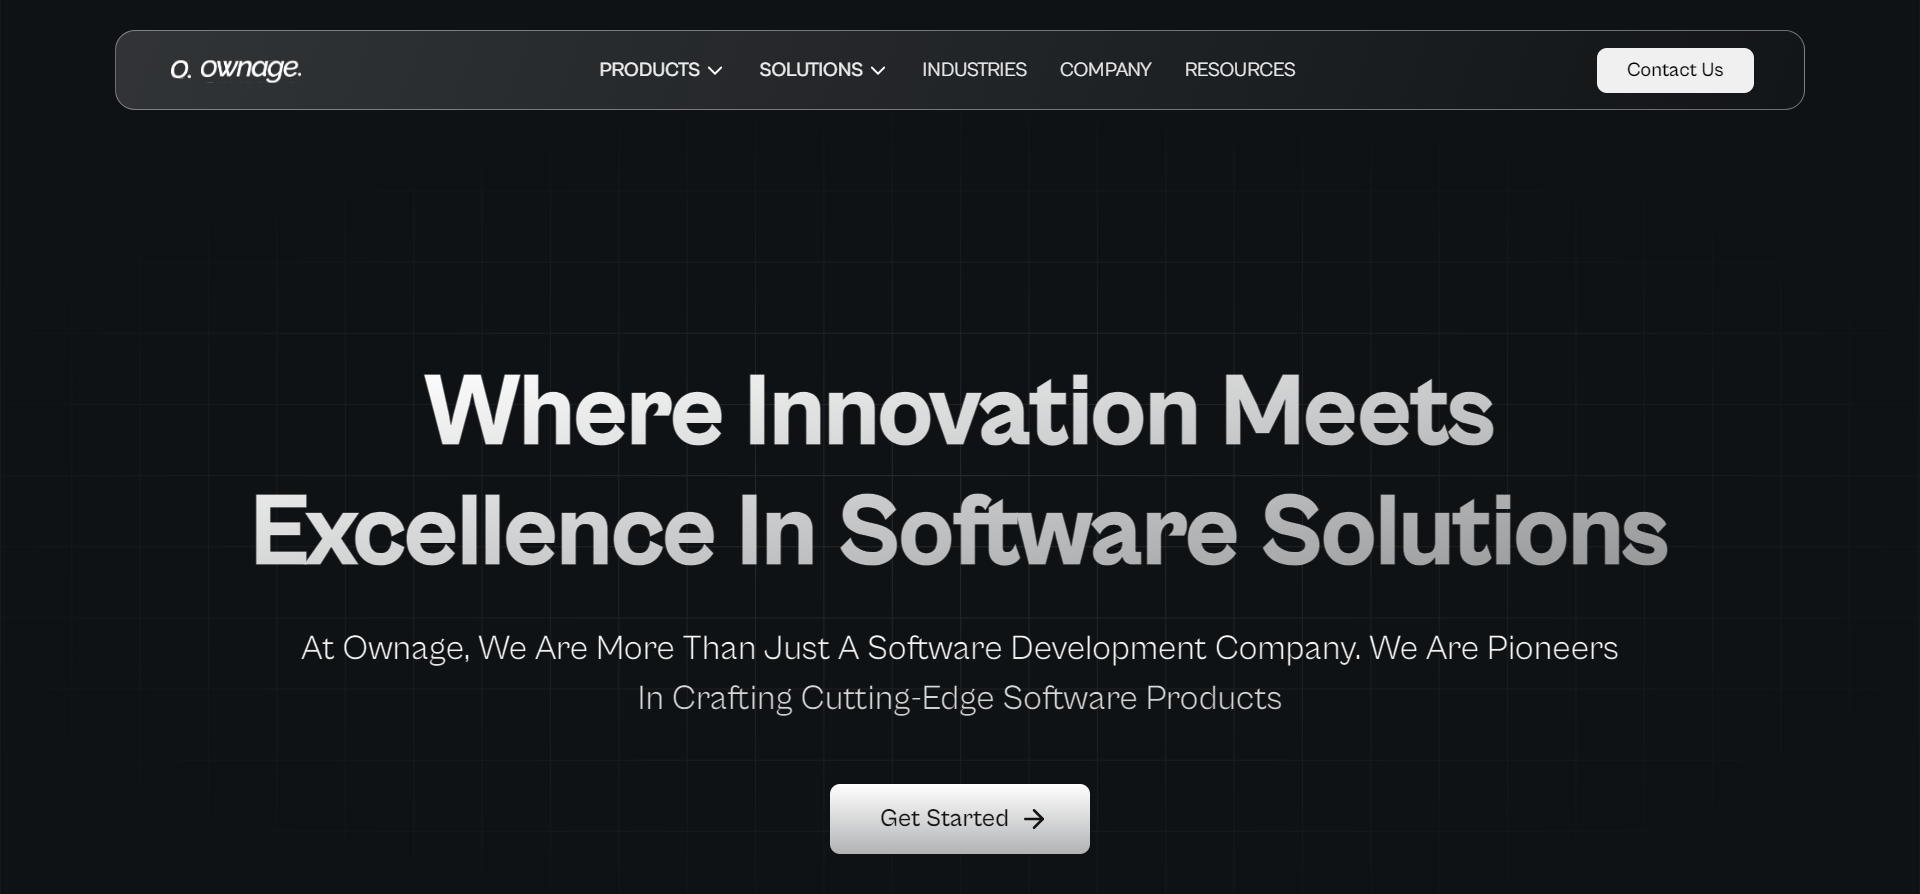 o. ownage.
PRODUCTS
SOLUTIONS
INDUSTRIES
COMPANY
RESOURCES
Contact Us
Where Innovation Meets
Excellence In Software Solutions
At Ownage, We Are More Than Just A Software Development Company. We Are Pioneers
In Crafting Cutting-Edge Software Products
Get Started